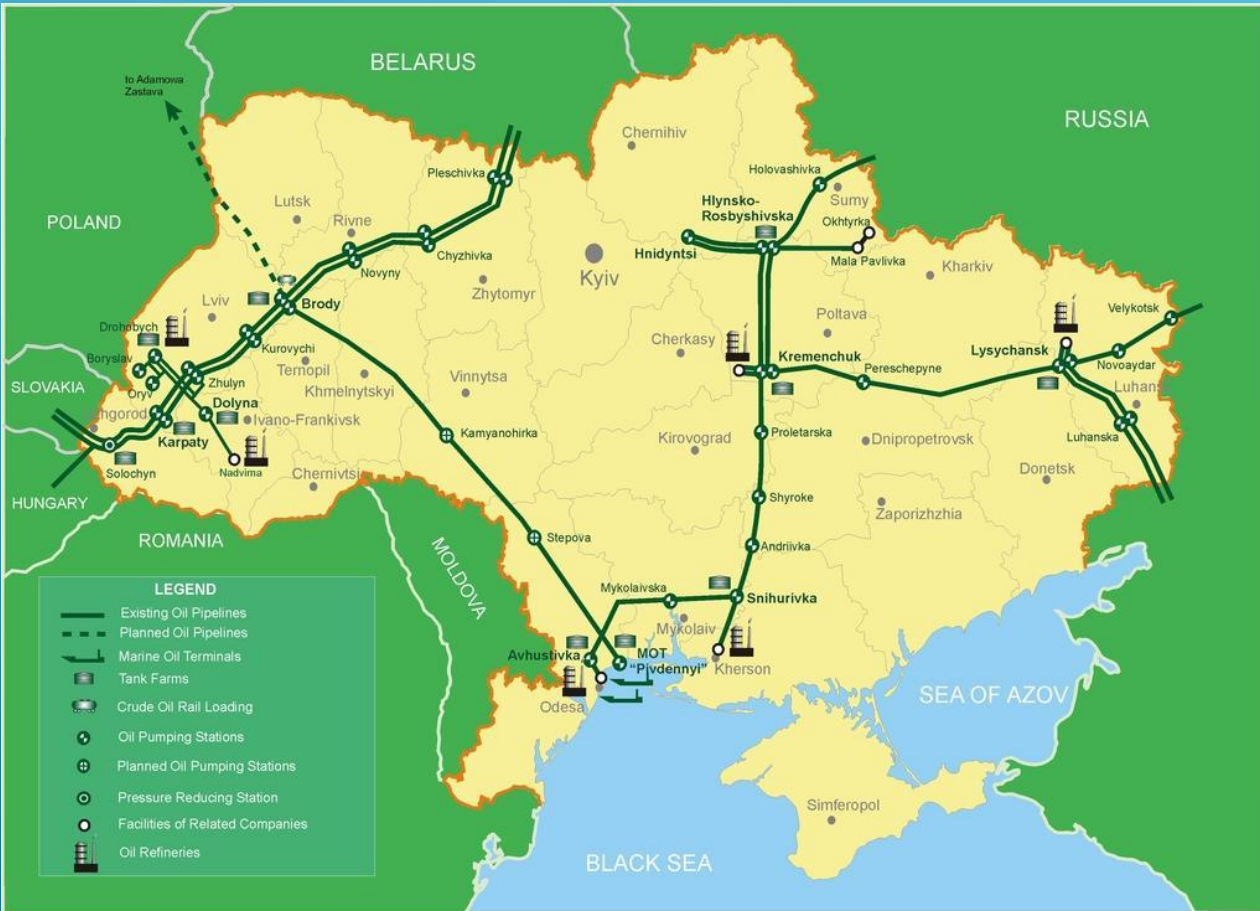 BELARUS
to Adamowa
Zastava
RUSSIA
Chernihiv
Holovashivka
Pleschivka
POLAND
Lutsk
Rivne
Sumy
Hlynsko-
Rosbyshivska
Okhtyrka
Hnidyntsi
Mala Pavlivka
Chyzhivka
Novyny
Kyiv
Kharkiv
Zhytomyr
Brody
Lviv
Velykotsk
Poltava
Drohobych
Cherkasy
Lysychansk
Boryslav
Kurovychi
Kremenchuk
Novoaydar
Ternopil
Pereschepyne
SLOVAKIA
Zhulyn
Oryv
Khmelnytskyi
Vinnytsa
Luhans
Dolyna
hgorod
Ivano-Frankivsk
Karpaty
Kamyanohirka
Kirovograd
Proletarska
Dnipropetrovsk
Luhanska
Solochyn
Nadvirna
Chernivtsi
Donetsk
HUNGARY
Shyroke
Zaporizhzhia
ROMANIA
MOLDOVA
Stepova
Andriivka
Mykolaivska
Snihurivka
Mykolaiv
Avhustivka
MOT
"Pivdennyi"
Kherson
Odesa
SEA OF AZOV
Simferopol
BLACK SEA
LEGEND
Existing Oil Pipelines
Planned Oil Pipelines
Marine Oil Terminals
Tank Farms
Crude Oil Rail Loading
Oil Pumping Stations
Planned Oil Pumping Stations
Pressure Reducing Station
Facilities of Related Companies
Oil Refineries